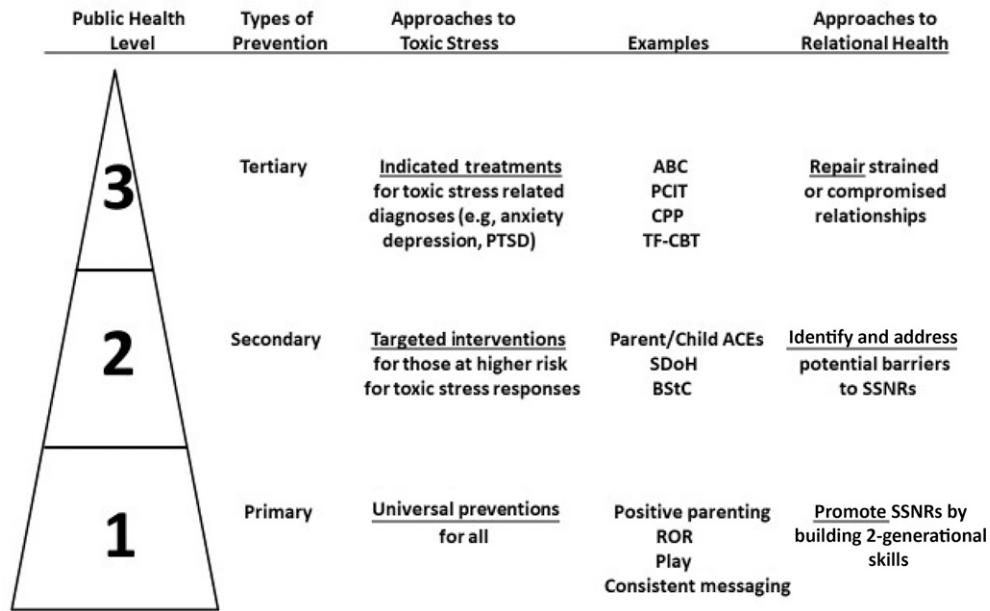 Public Health Level
Types of Prevention
Approaches to Toxic Stress
Examples
Approaches to Relational Health
3
Tertiary
Indicated treatments
for toxic stress related
diagnoses (e.g, anxiety
depression, PTSD)
ABC
PCIT
CPP
TF-CBT
Repair strained
or compromised
relationships
2
Secondary
Targeted interventions
for those at higher risk
for toxic stress responses
Parent/Child ACEs
SDoH
BStC
Identify and address
potential barriers
to SSNRs
1
Primary
Universal preventions
for all
Positive parenting
ROR
Play
Consistent messaging
Promote SSNRs by
building 2-generational
skills